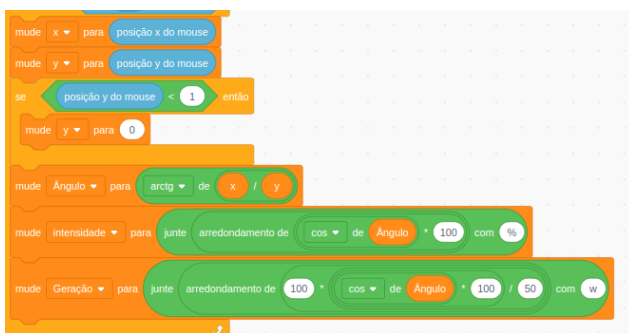 mude x para posição x do mouse
mude y para posição y do mouse
se posição y do mouse < 1 então
mude y para 0
mude Ângulo para arctg de x / y
mude intensidade para junte arredondamento de cos de Ângulo * 100 com %
mude Geração para junte arredondamento de 100 * cos de Ângulo * 100 / 50 com w